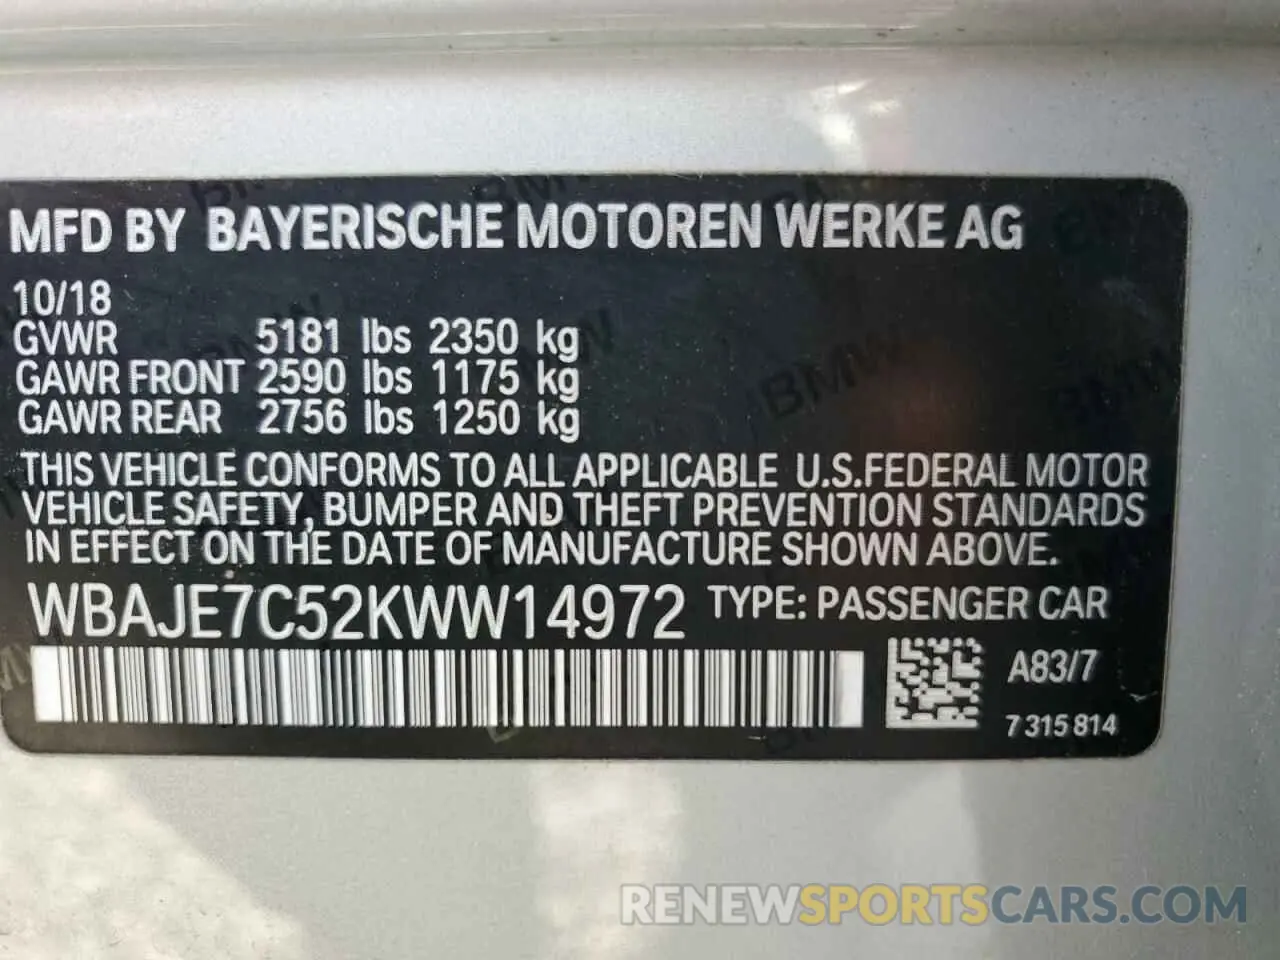 MFD BY BAYERISCHE MOTOREN WERKE AG
10/18
GVWR 5181 lbs 2350 kg
GAWR FRONT 2590 lbs 1175 kg
GAWR REAR 2756 lbs 1250 kg
THIS VEHICLE CONFORMS TO ALL APPLICABLE U.S.FEDERAL MOTOR
VEHICLE SAFETY, BUMPER AND THEFT PREVENTION STANDARDS
IN EFFECT ON THE DATE OF MANUFACTURE SHOWN ABOVE.
WBAJE7C52KWW14972 TYPE: PASSENGER CAR
A83/7
7 315 814
RENEWSPORTSCARS.COM